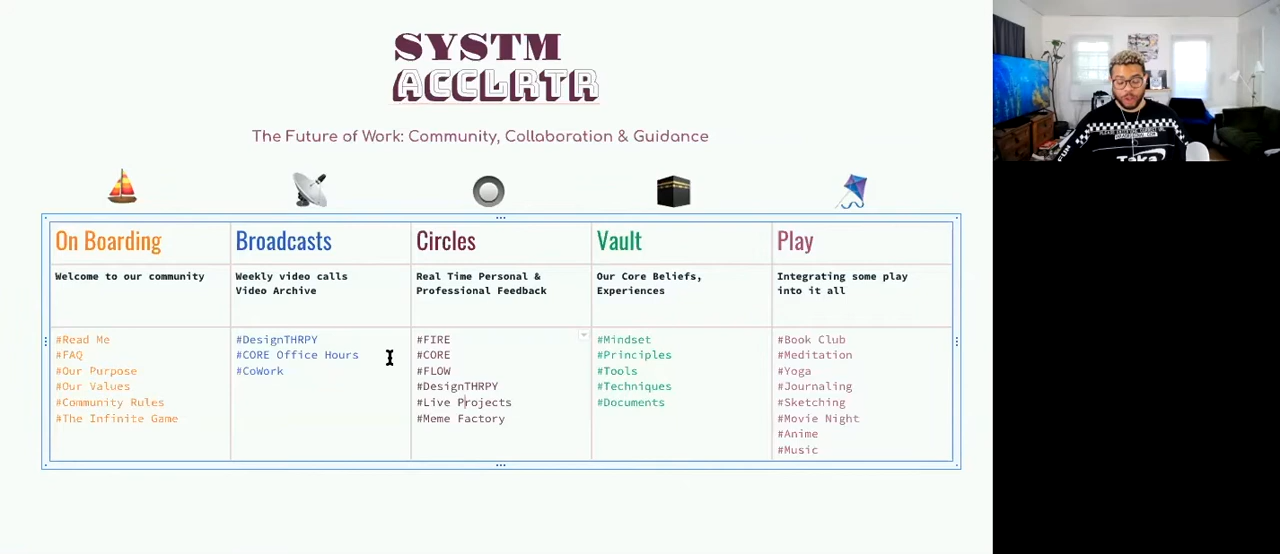 SYSTM
ACCLRTR
The Future of Work: Community, Collaboration & Guidance
On Boarding
Broadcasts
Circles
Vault
Play
Welcome to our community
Weekly video calls
Video Archive
Real Time Personal &
Professional Feedback
Our Core Beliefs,
Experiences
Integrating some play
into it all
#Read Me
#FAQ
#Our Purpose
#Our Values
#Community Rules
#The Infinite Game
#DesignTHRPY
#CORE Office Hours
#CoWork
#FIRE
#CORE
#FLOW
#DesignTHRPY
#Live Projects
#Meme Factory
#Mindset
#Principles
#Tools
#Techniques
#Documents
#Book Club
#Meditation
#Yoga
#Journaling
#Sketching
#Movie Night
#Anime
#Music
FUN